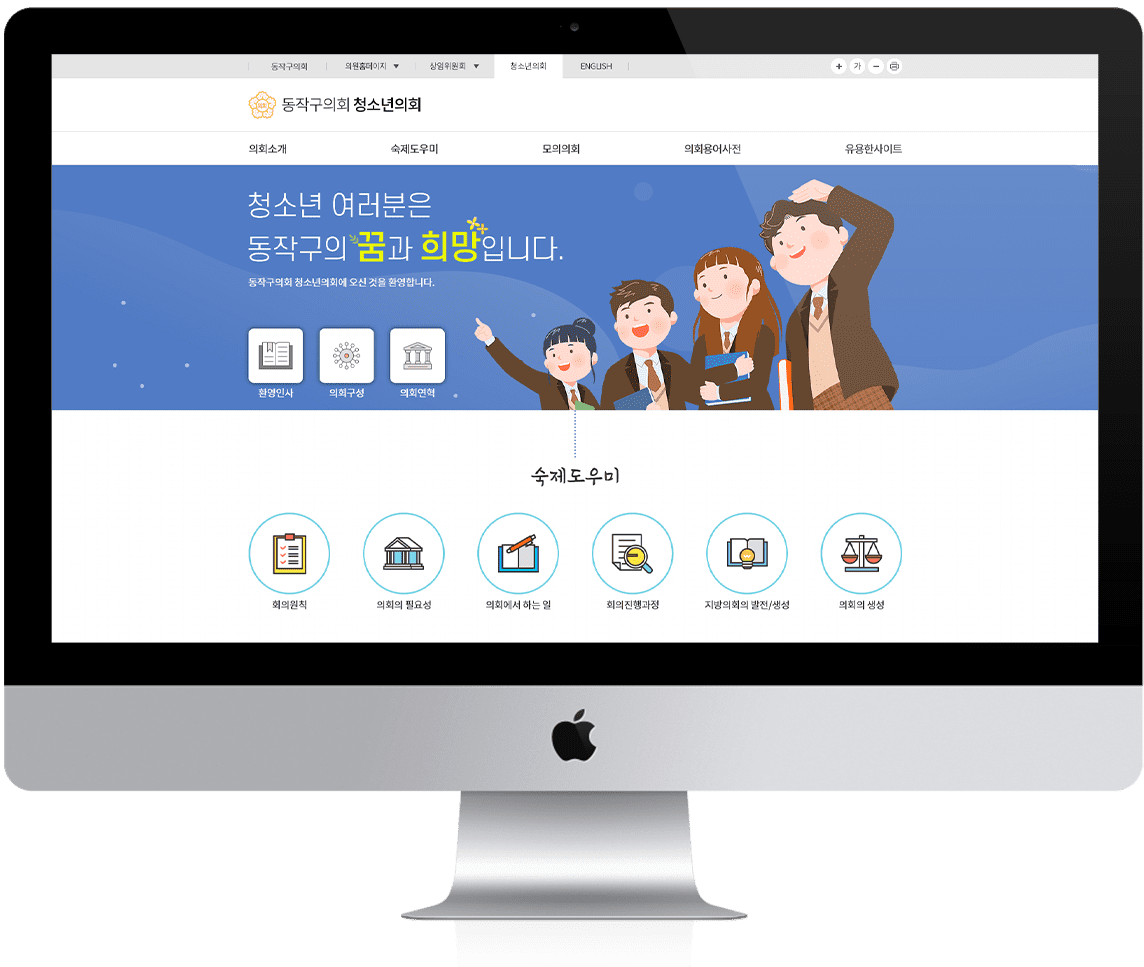 동작구의회 의원홈페이지 ▼ 상임위원회 ▼ 청소년의회 ENGLISH + 가 −
의회 동작구의회 청소년의회
의회소개 숙제도우미 모의의회 의회용어사전 유용한사이트
청소년 여러분은
동작구의 꿈과 희망입니다.
동작구의회 청소년의회에 오신 것을 환영합니다.
환영인사 의회구성 의회연혁
숙제도우미
회의원칙 의회의 필요성 의회에서 하는 일 회의진행과정 지방의회의 발전/생성 의회의 생성